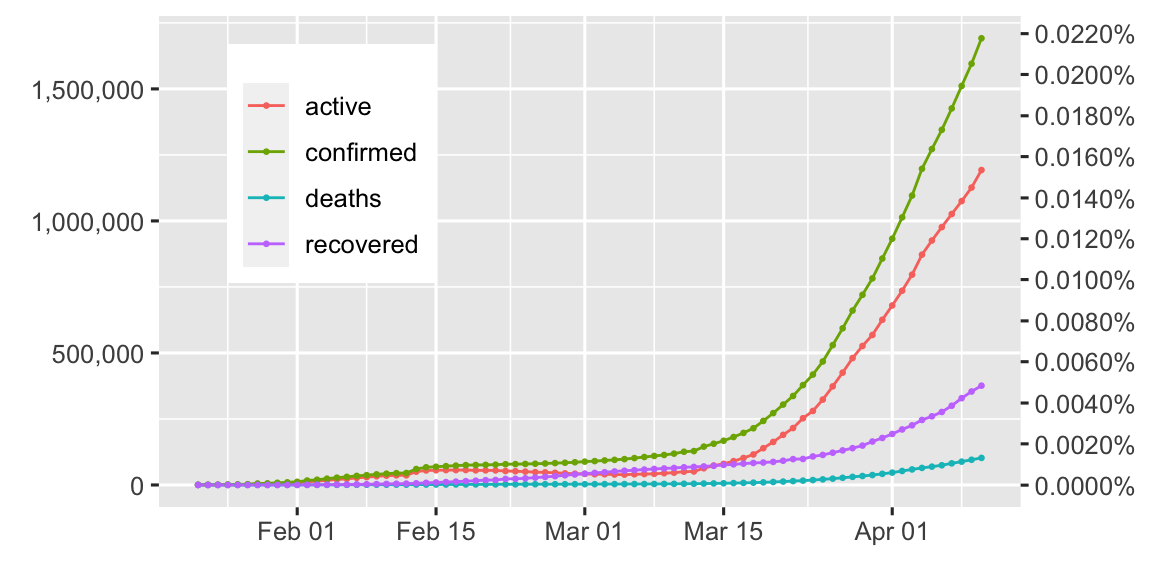 1,500,000
1,000,000
500,000
0
active
confirmed
deaths
recovered
0.0220%
0.0200%
0.0180%
0.0160%
0.0140%
0.0120%
0.0100%
0.0080%
0.0060%
0.0040%
0.0020%
0.0000%
Feb 01
Feb 15
Mar 01
Mar 15
Apr 01